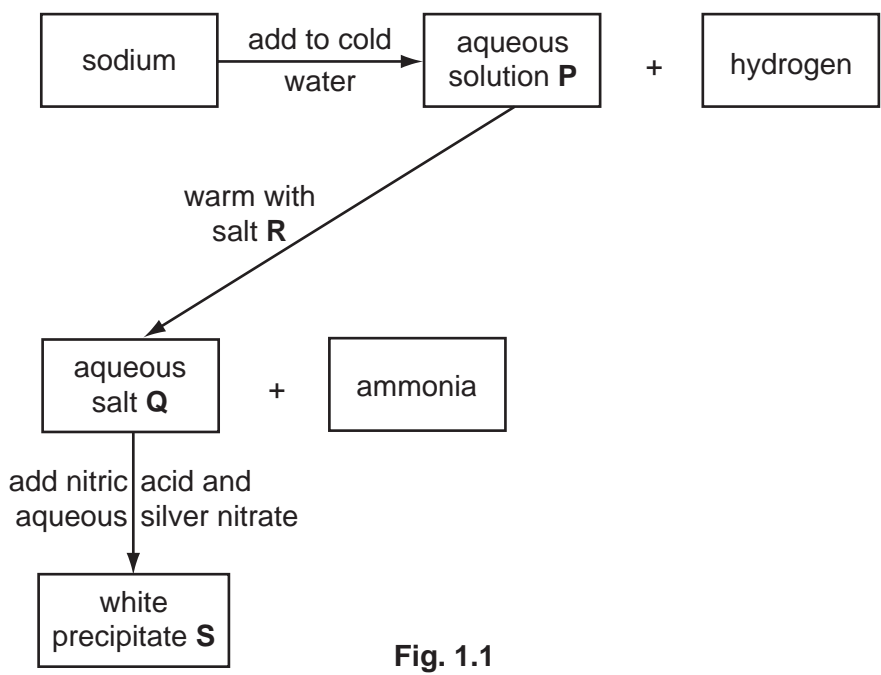 sodium
add to cold
water
aqueous
solution P
+
hydrogen
warm with
salt R
aqueous
salt Q
+
ammonia
add nitric acid and
aqueous silver nitrate
white
precipitate S
Fig. 1.1